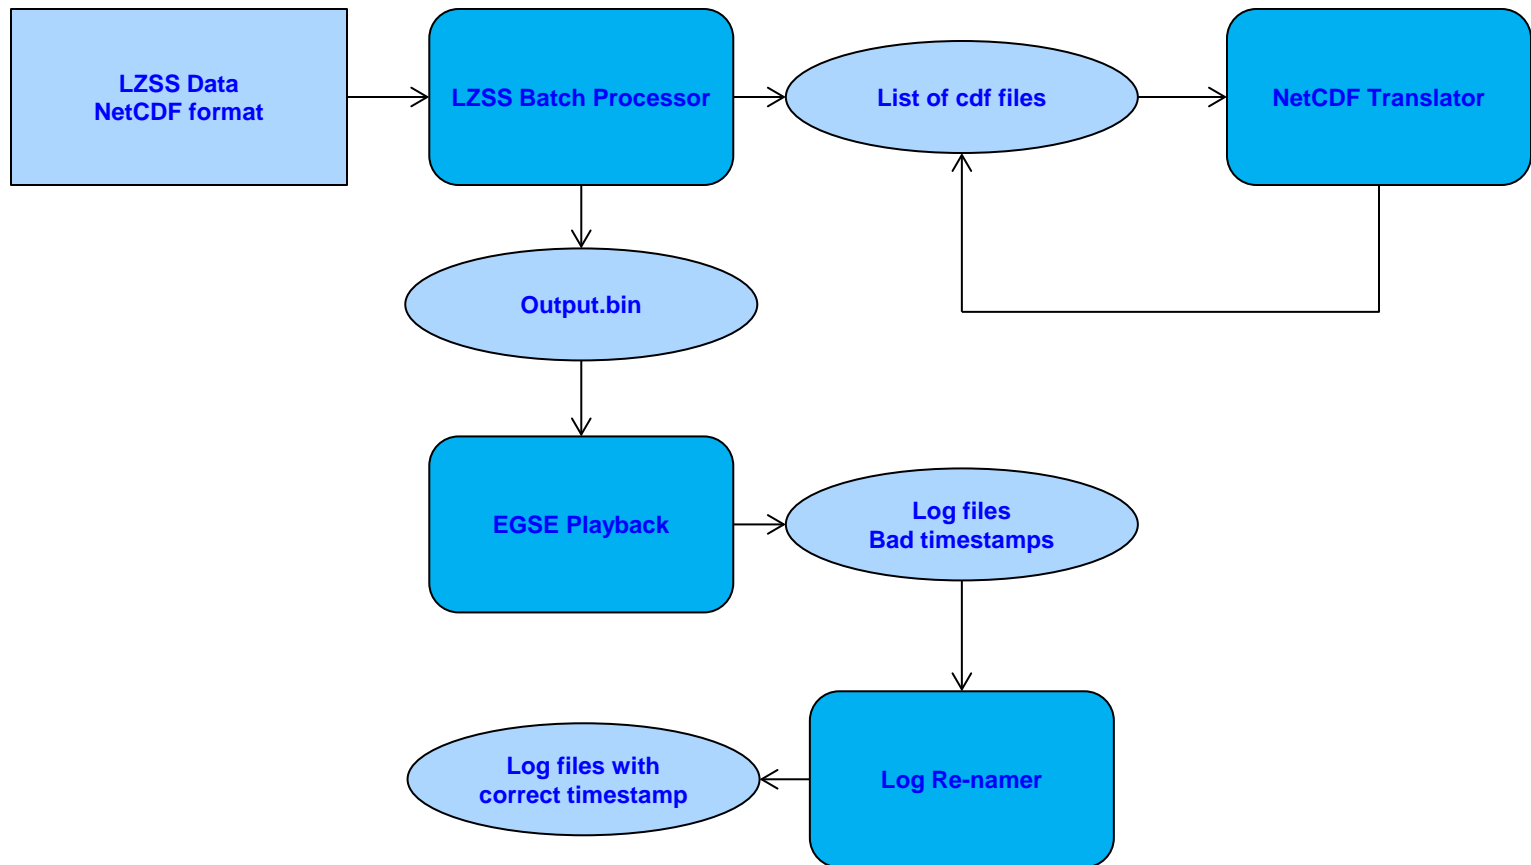 LZSS Data
NetCDF format
LZSS Batch Processor
List of cdf files
NetCDF Translator
Output.bin
EGSE Playback
Log files
Bad timestamps
Log files with
correct timestamp
Log Re-namer